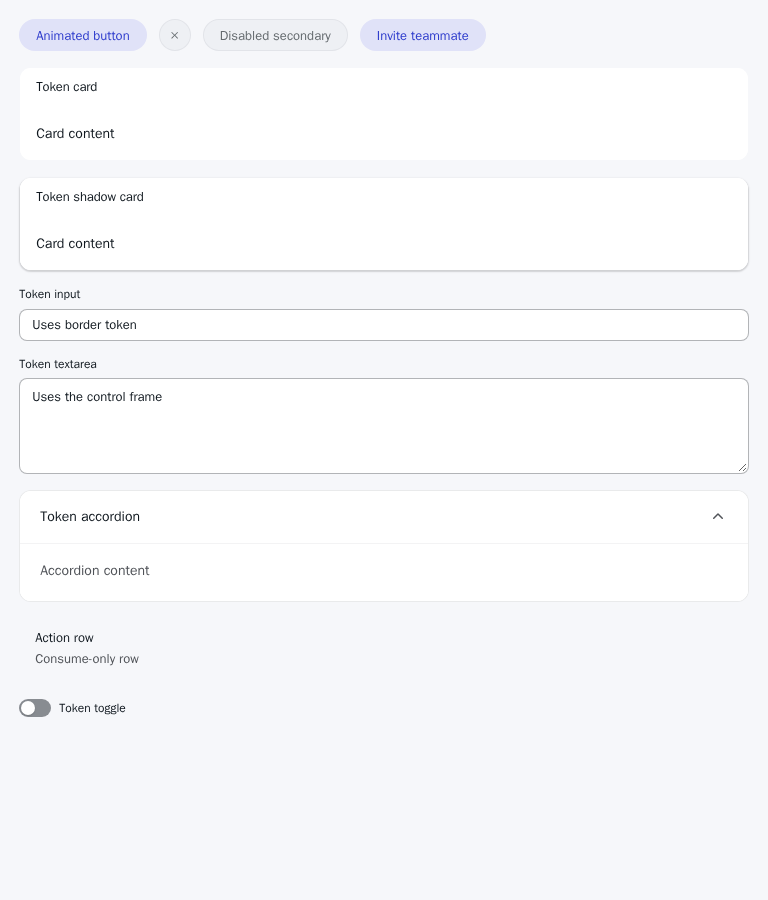 Animated button
×
Disabled secondary
Invite teammate
Token card
Card content
Token shadow card
Card content
Token input
Uses border token
Token textarea
Uses the control frame
Token accordion
Accordion content
Action row
Consume-only row
Token toggle